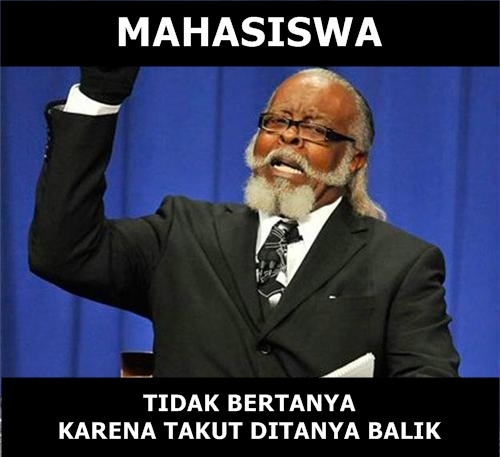 MAHASISWA
TIDAK BERTANYA
KARENA TAKUT DITANYA BALIK